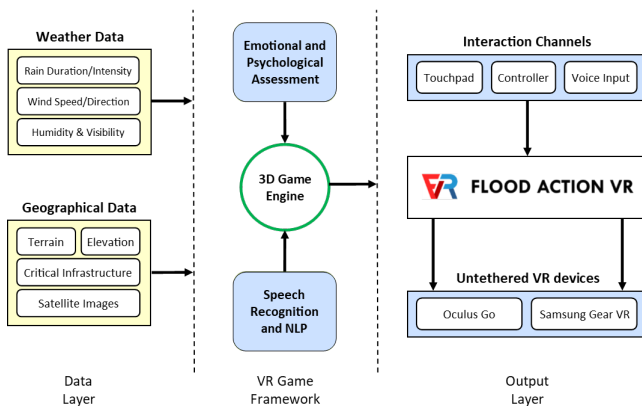 Weather Data
Rain Duration/Intensity
Wind Speed/Direction
Humidity & Visibility
Geographical Data
Terrain
Elevation
Critical Infrastructure
Satellite Images
Data
Layer
Emotional and
Psychological
Assessment
3D Game
Engine
Speech
Recognition
and NLP
VR Game
Framework
Interaction Channels
Touchpad
Controller
Voice Input
VR FLOOD ACTION VR
Untethered VR devices
Oculus Go
Samsung Gear VR
Output
Layer